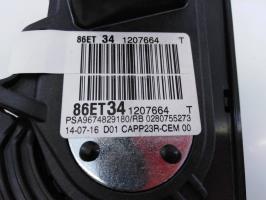 86ET 34 1207664 T
86ET34 1207664 T
PSA9674829180/RB 0280755273
14-07-16 D01 CAPP23R-CEM 00